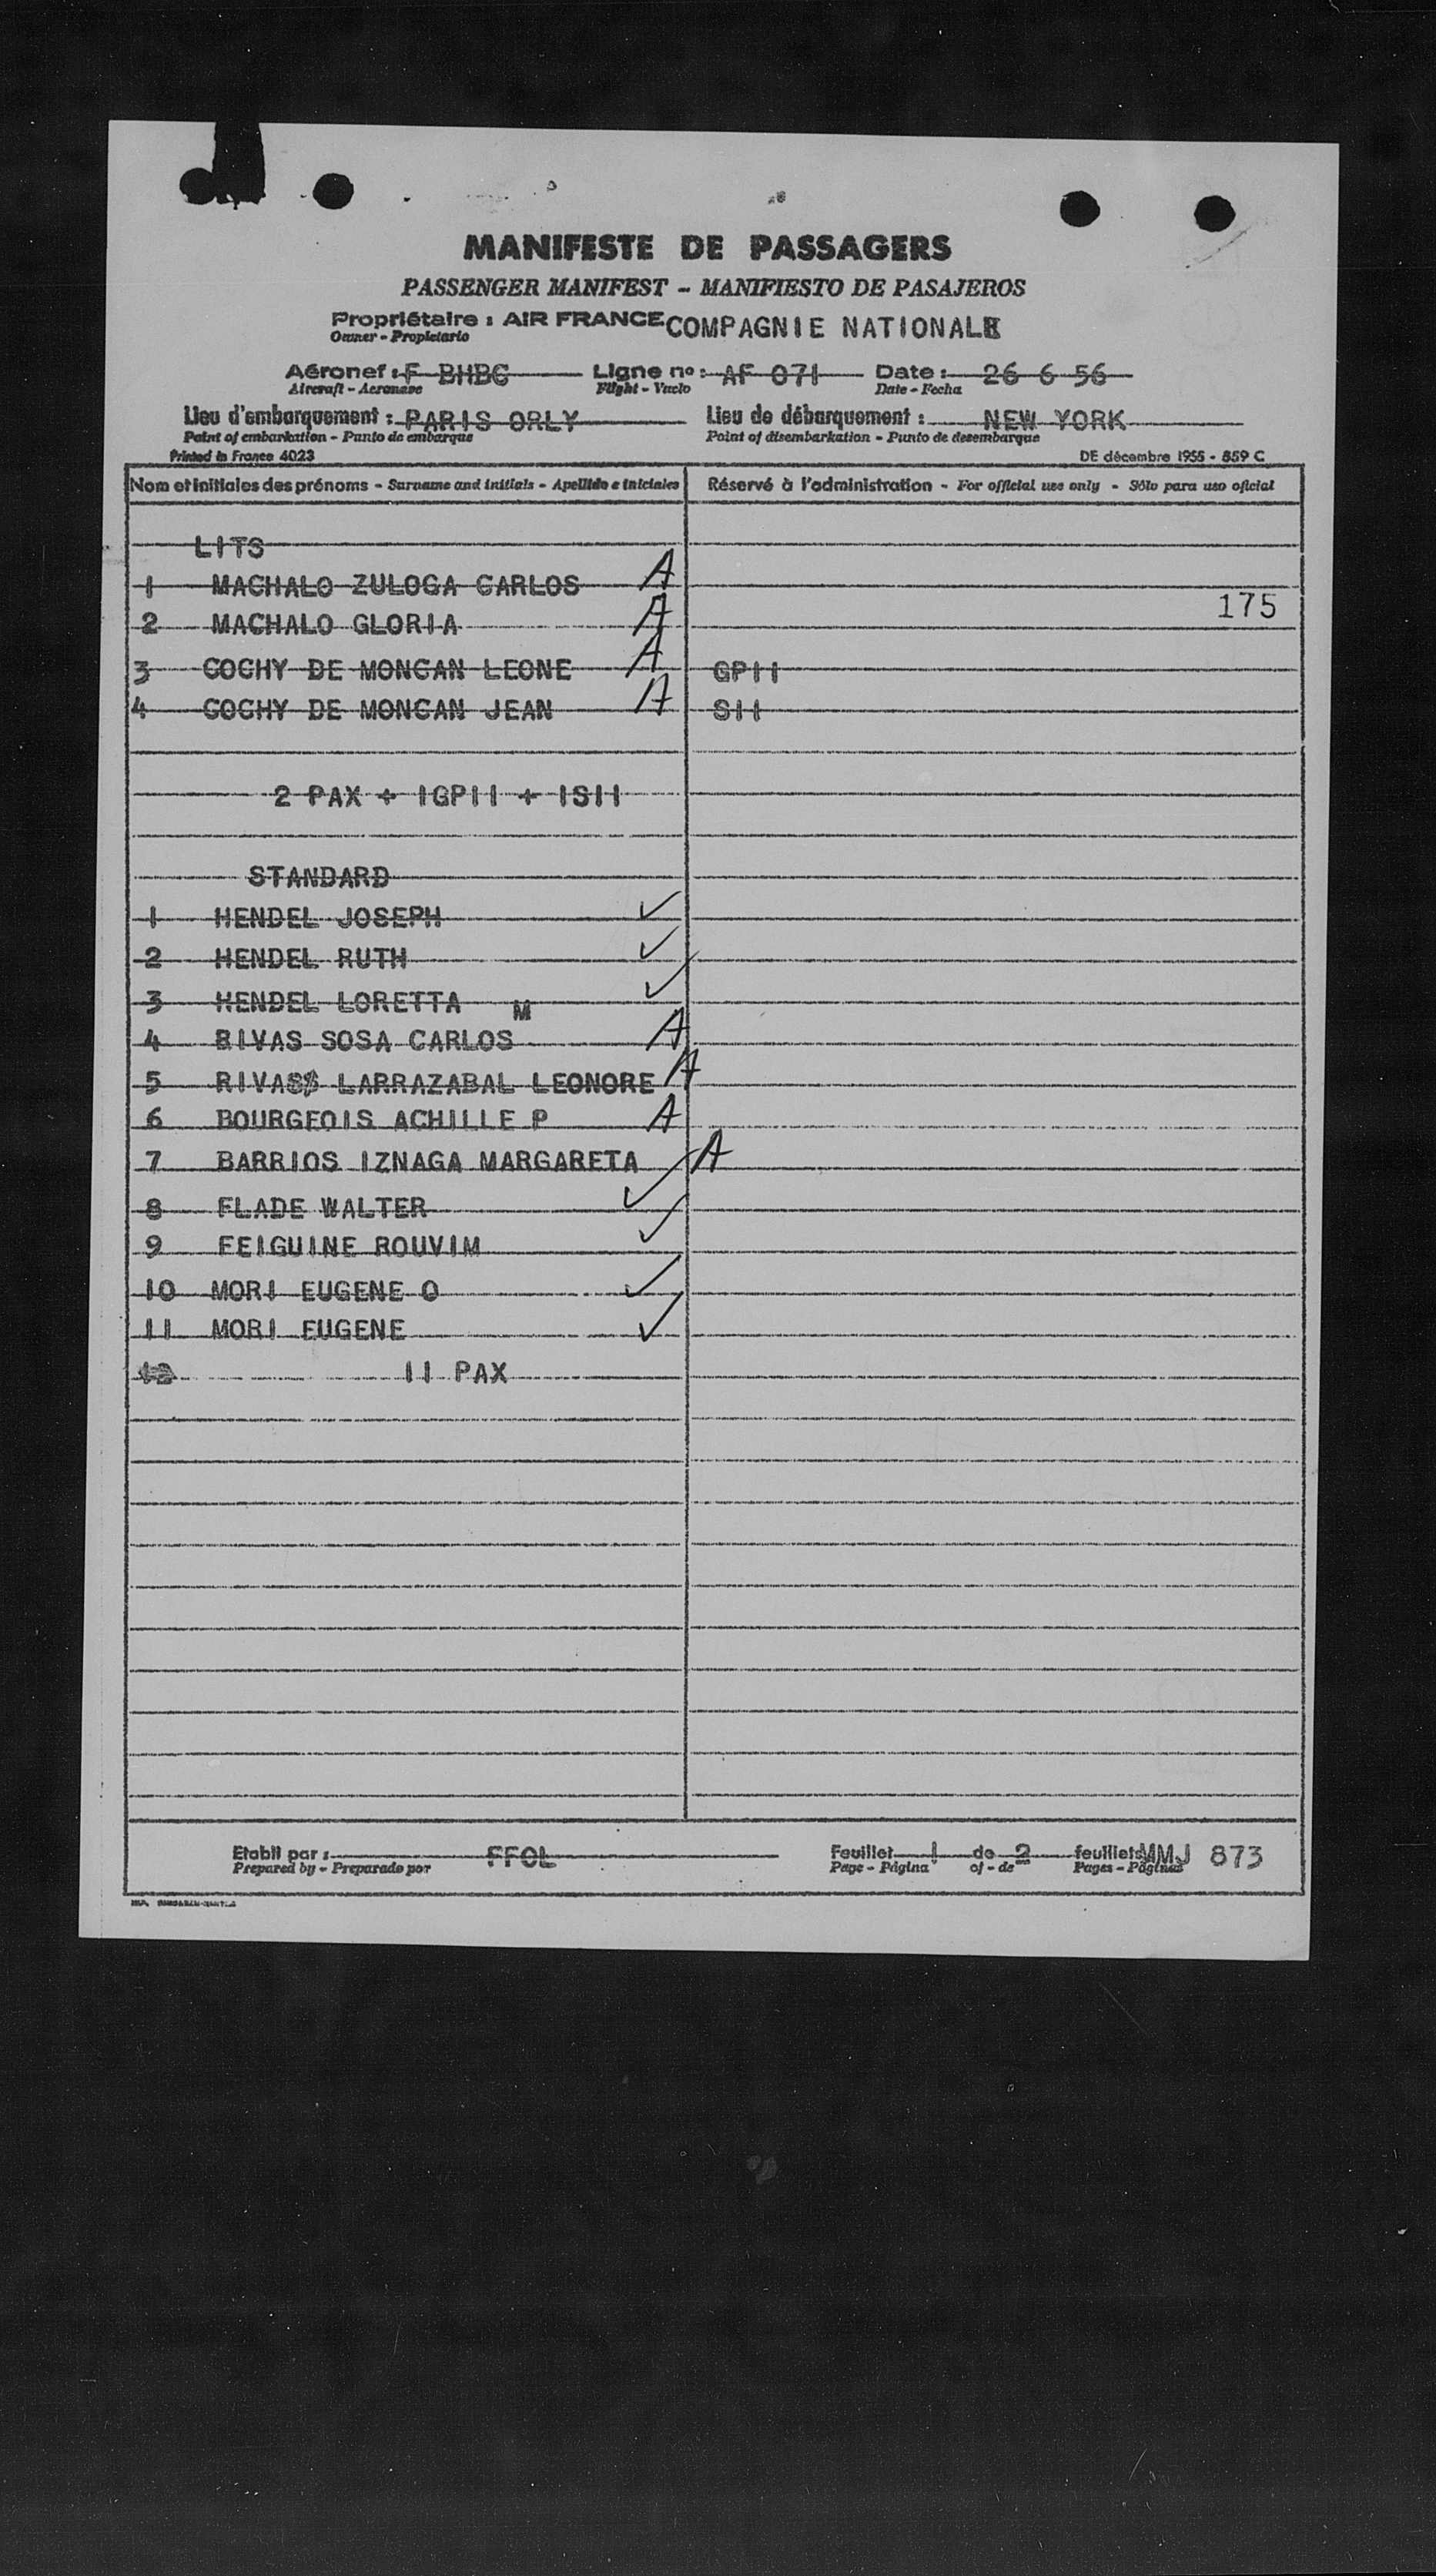 MANIFESTE DE PASSAGERS
PASSENGER MANIFEST - MANIFIESTO DE PASAJEROS
Propriétaire : AIR FRANCE COMPAGNIE NATIONALE
Owner - Propietario
Aéronef : F BHBC Ligne no : AF 071 Date : 26 6 56
Aircraft - Aeronave Flight - Vuelo Date - Fecha
Lieu d'embarquement : PARIS ORLY Lieu de débarquement : NEW YORK
Point of embarkation - Punto de embarque Point of disembarkation - Punto de desembarque
Printed in France 4023 DE décembre 1955 - 859 C
Nom et initiales des prénoms - Surname and initials - Apellido e iniciales Réservé à l'administration - For official use only - Sólo para uso oficial
LITS
1 MACHALO ZULOGA CARLOS A
175
2 MACHALO GLORIA A
3 COCHY DE MONCAN LEONE A GP11
4 COCHY DE MONCAN JEAN A S11
2 PAX + 1GP11 + 1S11
STANDARD
1 HENDEL JOSEPH ✓
2 HENDEL RUTH ✓
3 HENDEL LORETTA M ✓
4 RIVAS SOSA CARLOS A
5 RIVAS LARRAZABAL LEONORE A
6 BOURGEOIS ACHILLE P A
7 BARRIOS IZNAGA MARGARETA A
8 FLADE WALTER ✓
9 FEIGUINE ROUVIM ✓
10 MORI EUGENE O ✓
11 MORI EUGENE ✓
12 11 PAX
Etabli par : FFOL Feuillet 1 de 2 feuillets MMJ 873
Prepared by - Preparado por Page - Página of - de Pages - Páginas